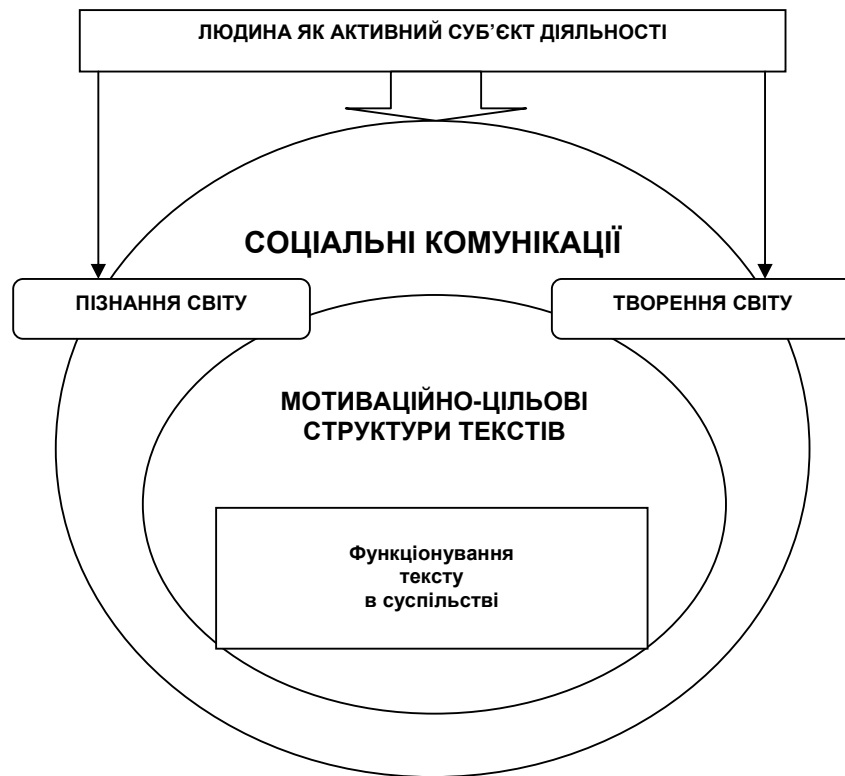 ЛЮДИНА ЯК АКТИВНИЙ СУБ’ЄКТ ДІЯЛЬНОСТІ
СОЦІАЛЬНІ КОМУНІКАЦІЇ
ПІЗНАННЯ СВІТУ
ТВОРЕННЯ СВІТУ
МОТИВАЦІЙНО-ЦІЛЬОВІ
СТРУКТУРИ ТЕКСТІВ
Функціонування
тексту
в суспільстві